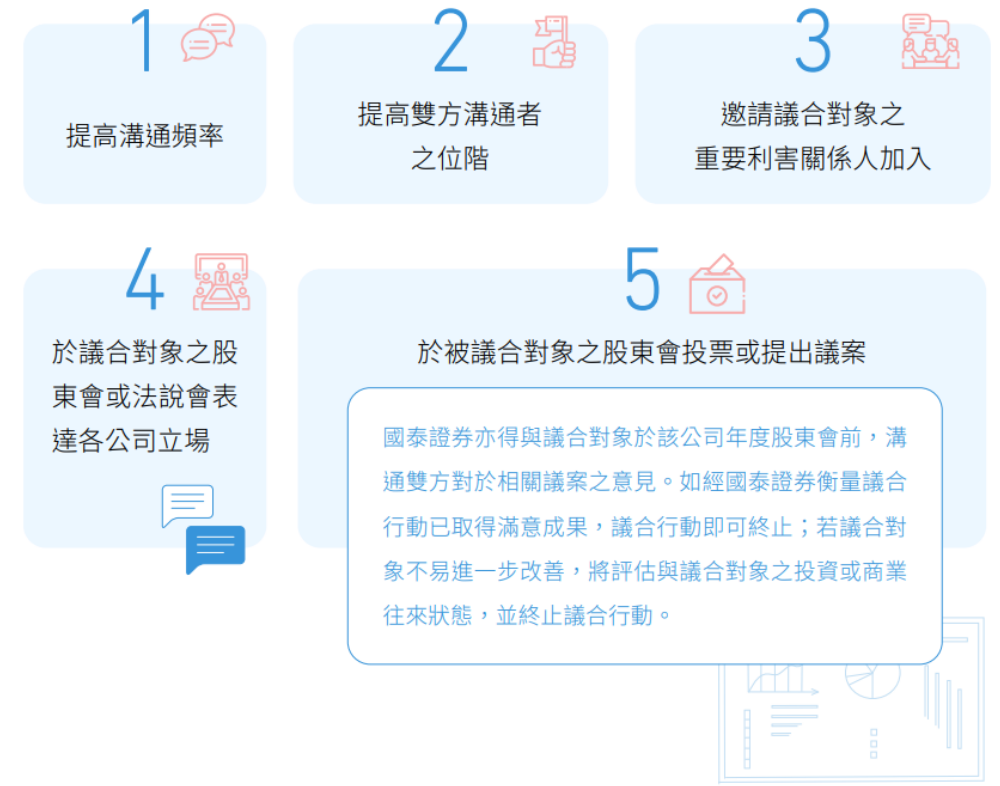 1
提高溝通頻率
2
提高雙方溝通者
之位階
3
邀請議合對象之
重要利害關係人加入
4
於議合對象之股
東會或法說會表
達各公司立場
5
於被議合對象之股東會投票或提出議案
國泰證券亦得與議合對象於該公司年度股東會前，溝
通雙方對於相關議案之意見。如經國泰證券衡量議合
行動已取得滿意成果，議合行動即可終止；若議合對
象不易進一步改善，將評估與議合對象之投資或商業
往來狀態，並終止議合行動。